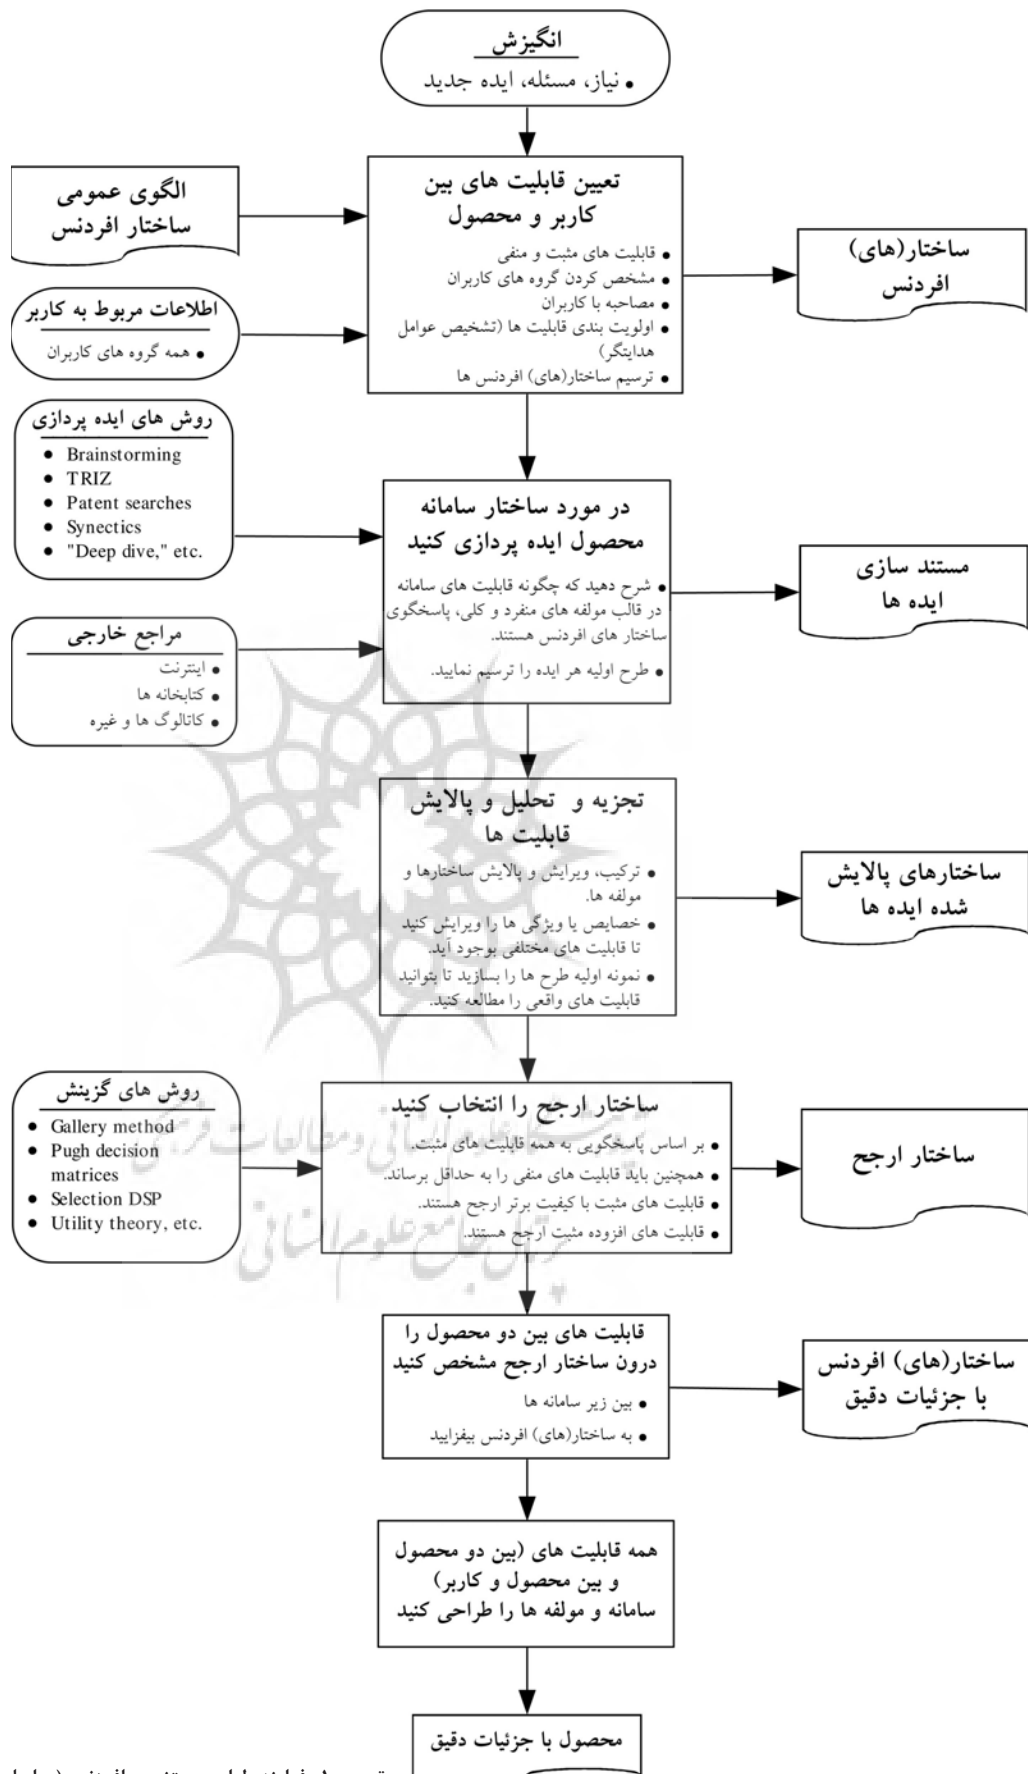 انگیزش
• نیاز، مسئله، ایده جدید
الگوی عمومی
ساختار افردنس
تعیین قابلیت های بین
کاربر و محصول
• قابلیت های مثبت و منفی
• مشخص کردن گروه های کاربران
• مصاحبه با کاربران
• اولویت بندی قابلیت ها (تشخیص عوامل
هدایتگر)
• ترسیم ساختار(های) افردنس ها
ساختار(های)
افردنس
اطلاعات مربوط به کاربر
• همه گروه های کاربران
روش های ایده پردازی
• Brainstorming
• TRIZ
• Patent searches
• Synectics
• "Deep dive," etc.
در مورد ساختار سامانه
محصول ایده پردازی کنید
• شرح دهید که چگونه قابلیت های سامانه
در قالب مولفه های منفرد و کلی، پاسخگوی
ساختار های افردنس هستند.
• طرح اولیه هر ایده را ترسیم نمایید.
مستند سازی
ایده ها
مراجع خارجی
• اینترنت
• کتابخانه ها
• کاتالوگ ها و غیره
تجزیه و تحلیل و پالایش
قابلیت ها
• ترکیب، ویرایش و پالایش ساختارها و
مولفه ها.
• خصایص یا ویژگی ها را ویرایش کنید
تا قابلیت های مختلفی بوجود آید.
• نمونه اولیه طرح ها را بسازید تا بتوانید
قابلیت های واقعی را مطالعه کنید.
ساختارهای پالایش
شده ایده ها
روش های گزینش
• Gallery method
• Pugh decision
matrices
• Selection DSP
• Utility theory, etc.
ساختار ارجح را انتخاب کنید
• بر اساس پاسخگویی به همه قابلیت های مثبت.
• همچنین باید قابلیت های منفی را به حداقل برساند.
• قابلیت های مثبت با کیفیت برتر ارجح هستند.
• قابلیت های افزوده مثبت ارجح هستند.
ساختار ارجح
پژوهشگاه علوم انسانی و مطالعات فرهنگی
پرتال جامع علوم انسانی
قابلیت های بین دو محصول را
درون ساختار ارجح مشخص کنید
• بین زیر سامانه ها
• به ساختار(های) افردنس بیفزایید
ساختار(های) افردنس
با جزئیات دقیق
همه قابلیت های (بین دو محصول
و بین محصول و کاربر)
سامانه و مولفه ها را طراحی کنید
محصول با جزئیات دقیق